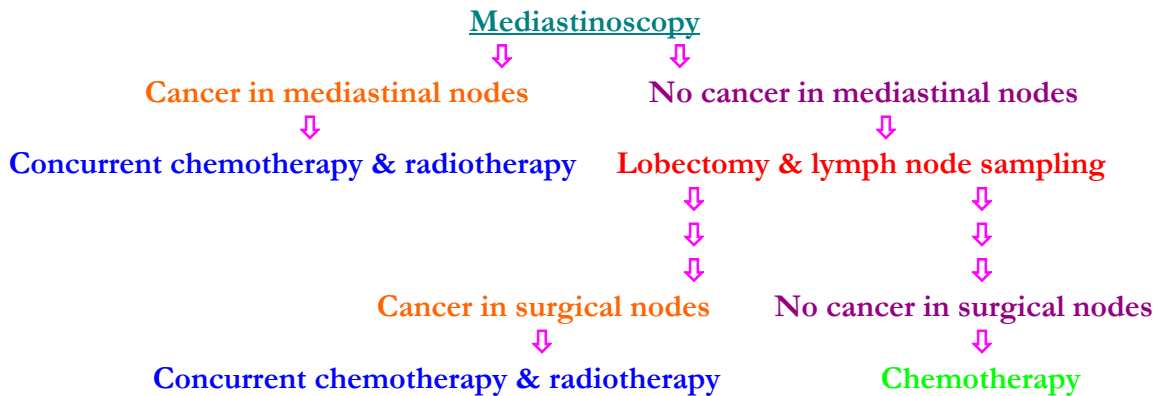 Mediastinoscopy
Cancer in mediastinal nodes
No cancer in mediastinal nodes
Concurrent chemotherapy & radiotherapy
Lobectomy & lymph node sampling
Cancer in surgical nodes
No cancer in surgical nodes
Concurrent chemotherapy & radiotherapy
Chemotherapy